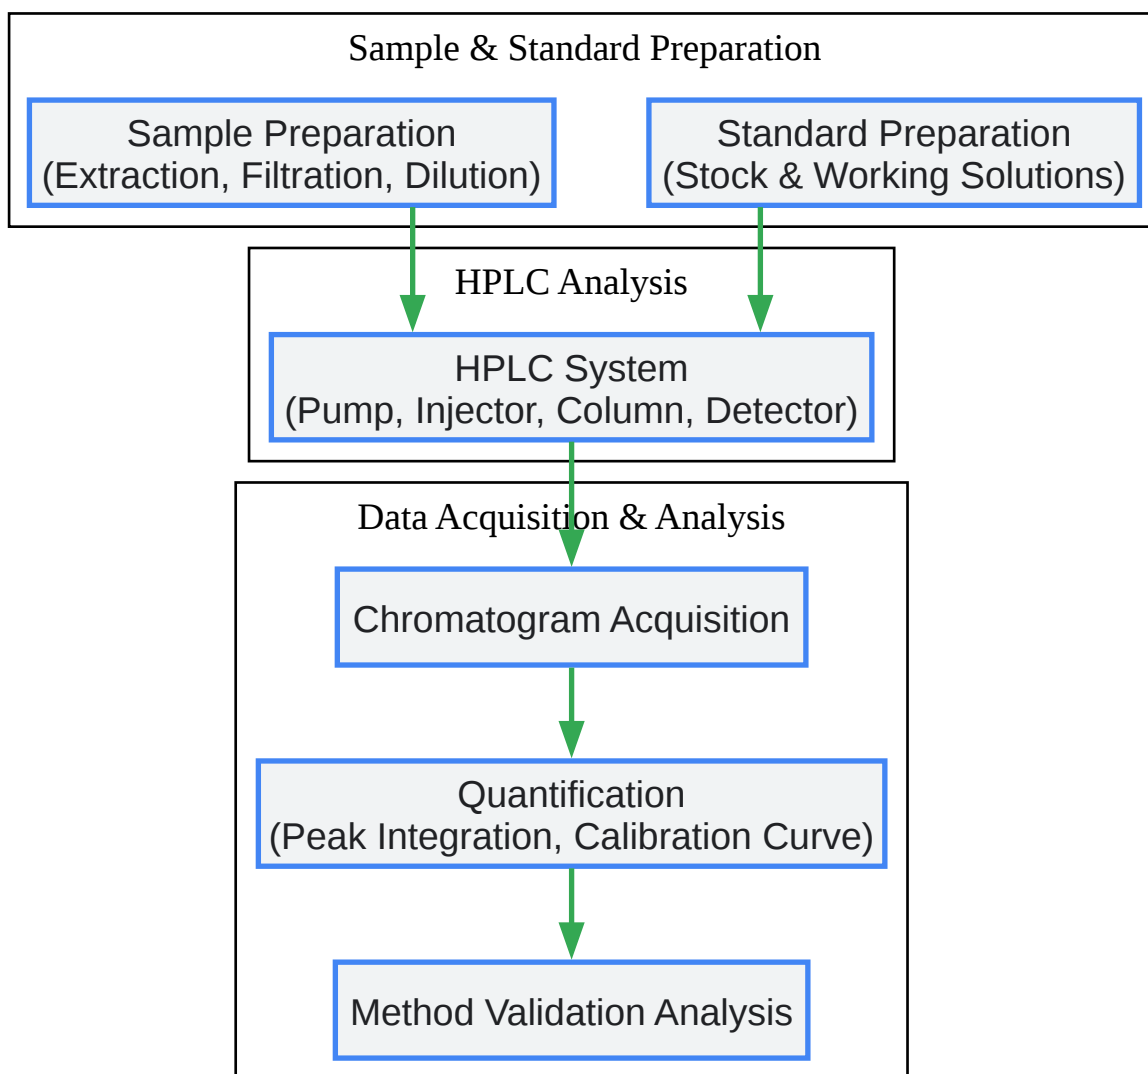 Sample & Standard Preparation
Sample Preparation
(Extraction, Filtration, Dilution)
Standard Preparation
(Stock & Working Solutions)
HPLC Analysis
HPLC System
(Pump, Injector, Column, Detector)
Data Acquisition & Analysis
Chromatogram Acquisition
Quantification
(Peak Integration, Calibration Curve)
Method Validation Analysis